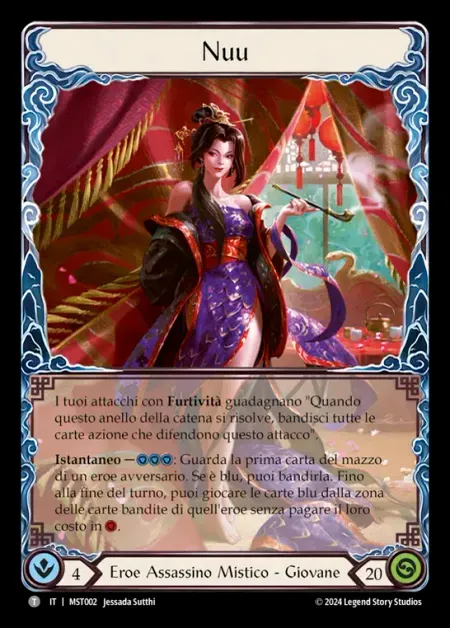 Nuu
I tuoi attacchi con Furtività guadagnano "Quando
questo anello della catena si risolve, bandisci tutte le
carte azione che difendono questo attacco".
Istantaneo — : Guarda la prima carta del mazzo
di un eroe avversario. Se è blu, puoi bandirla. Fino
alla fine del turno, puoi giocare le carte blu dalla zona
delle carte bandite di quell'eroe senza pagare il loro
costo in .
4 Eroe Assassino Mistico - Giovane 20
T IT | MST002 Jessada Sutthi © 2024 Legend Story Studios